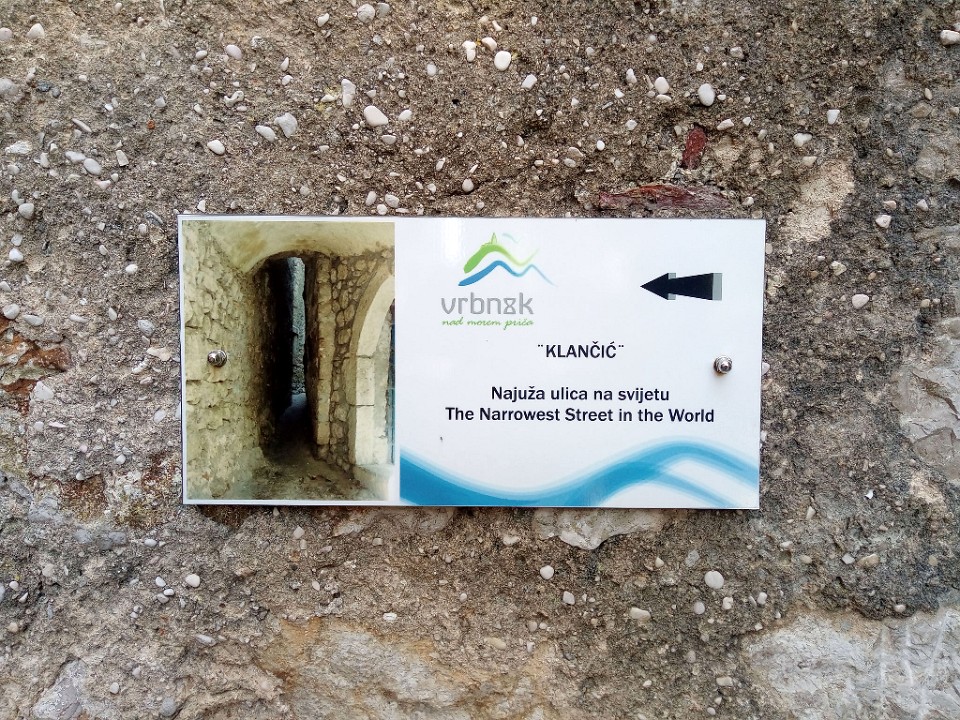 vrbnik
nad morem priča
¨KLANČIĆ¨
Najuža ulica na svijetu
The Narrowest Street in the World